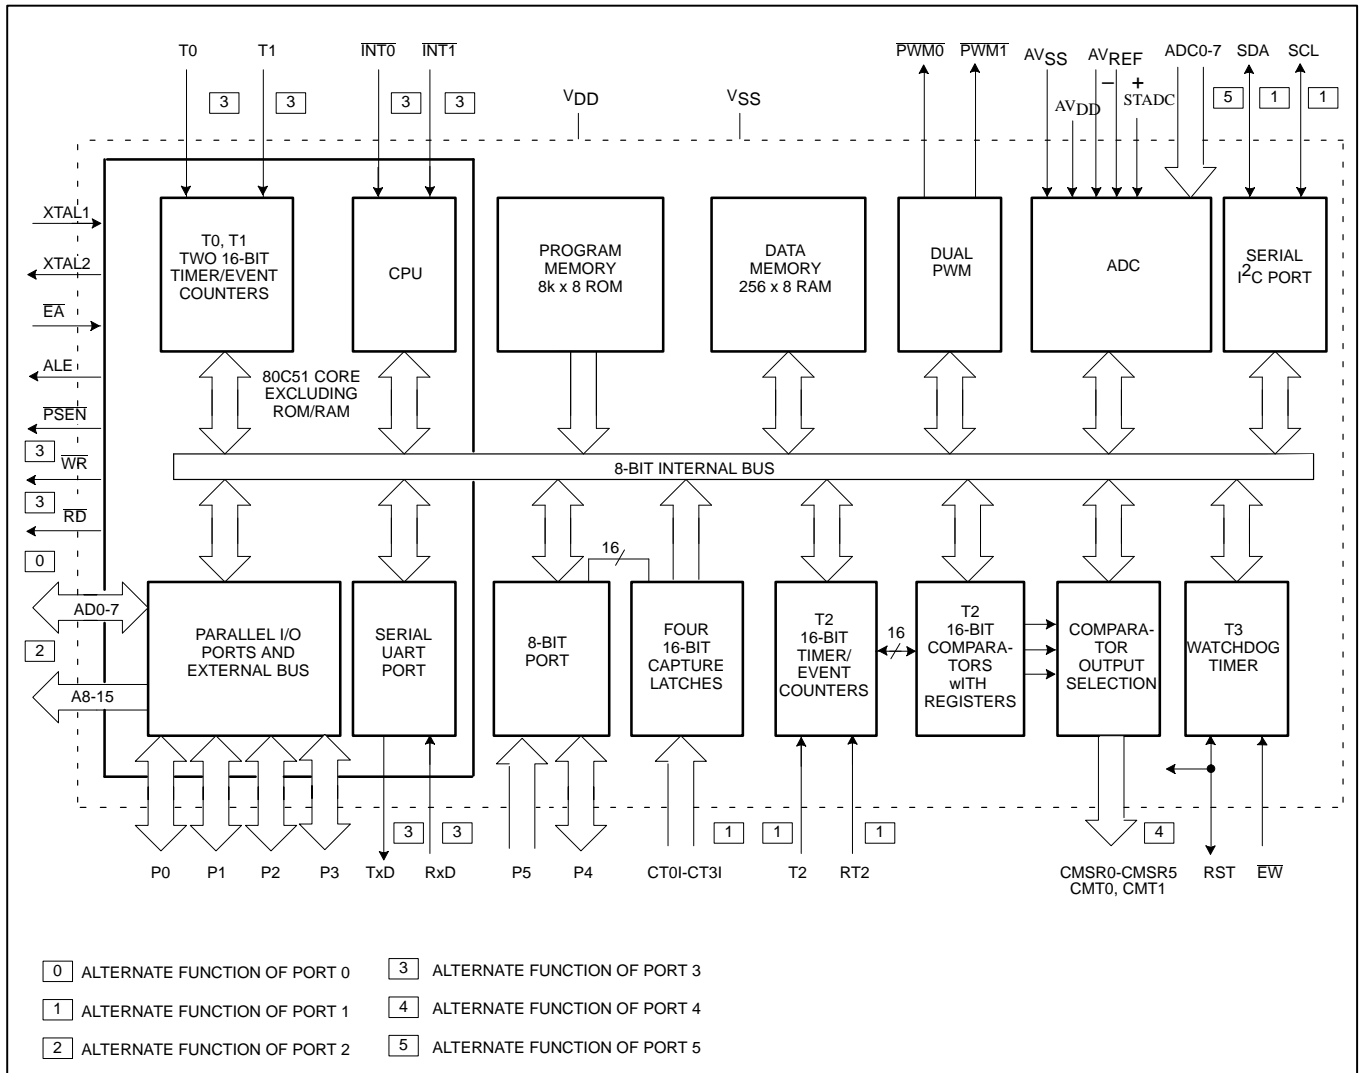 T0 T1 INT0 INT1 PWM0 PWM1 AVSS AVREF ADC0-7 SDA SCL
− +
STADC
3 3 3 3 VDD VSS AVDD 5 1 1
XTAL1
XTAL2
EA
ALE
PSEN
3
WR
3
RD
0
AD0-7
2
A8-15
T0, T1
TWO 16-BIT
TIMER/EVENT
COUNTERS
CPU
PROGRAM
MEMORY
8k x 8 ROM
DATA
MEMORY
256 x 8 RAM
DUAL
PWM
ADC
SERIAL
I2C PORT
80C51 CORE
EXCLUDING
ROM/RAM
8-BIT INTERNAL BUS
16
PARALLEL I/O
PORTS AND
EXTERNAL BUS
SERIAL
UART
PORT
8-BIT
PORT
FOUR
16-BIT
CAPTURE
LATCHES
T2
16-BIT
TIMER/
EVENT
COUNTERS
16
T2
16-BIT
COMPARA-
TORS
wITH
REGISTERS
COMPARA-
TOR
OUTPUT
SELECTION
T3
WATCHDOG
TIMER
3 3 1 1 1 4
P0 P1 P2 P3 TxD RxD P5 P4 CT0I-CT3I T2 RT2 CMSR0-CMSR5 RST EW
CMT0, CMT1
0 ALTERNATE FUNCTION OF PORT 0
1 ALTERNATE FUNCTION OF PORT 1
2 ALTERNATE FUNCTION OF PORT 2
3 ALTERNATE FUNCTION OF PORT 3
4 ALTERNATE FUNCTION OF PORT 4
5 ALTERNATE FUNCTION OF PORT 5